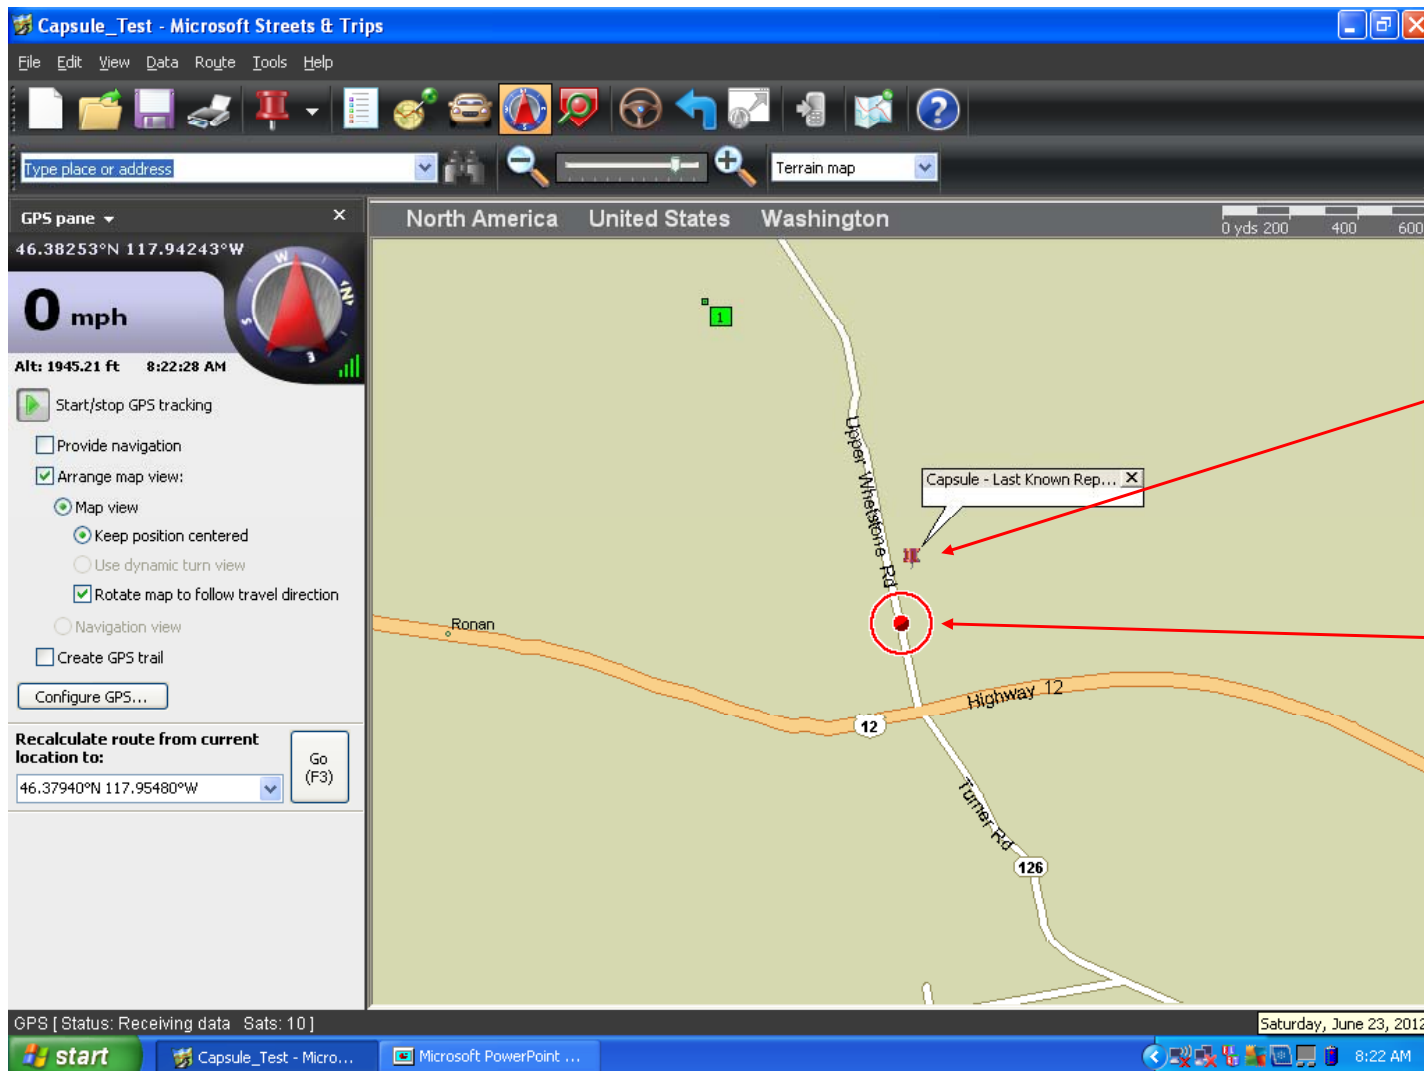 Capsule_Test - Microsoft Streets & Trips
File Edit View Data Route Tools Help
Type place or address
Terrain map
GPS pane
North America United States Washington
0 yds 200 400 600
46.38253°N 117.94243°W
W
N
S
E
0 mph
Alt: 1945.21 ft 8:22:28 AM
Start/stop GPS tracking
Provide navigation
Arrange map view:
Map view
Keep position centered
Use dynamic turn view
Rotate map to follow travel direction
Navigation view
Create GPS trail
Configure GPS...
Recalculate route from current
location to:
46.37940°N 117.95480°W
Go
(F3)
1
Upper Whetstone Rd
Capsule - Last Known Rep...
Ronan
Highway 12
12
Turner Rd
126
GPS [ Status: Receiving data Sats: 10 ]
Saturday, June 23, 2012
start
Capsule_Test - Micro...
Microsoft PowerPoint ...
8:22 AM